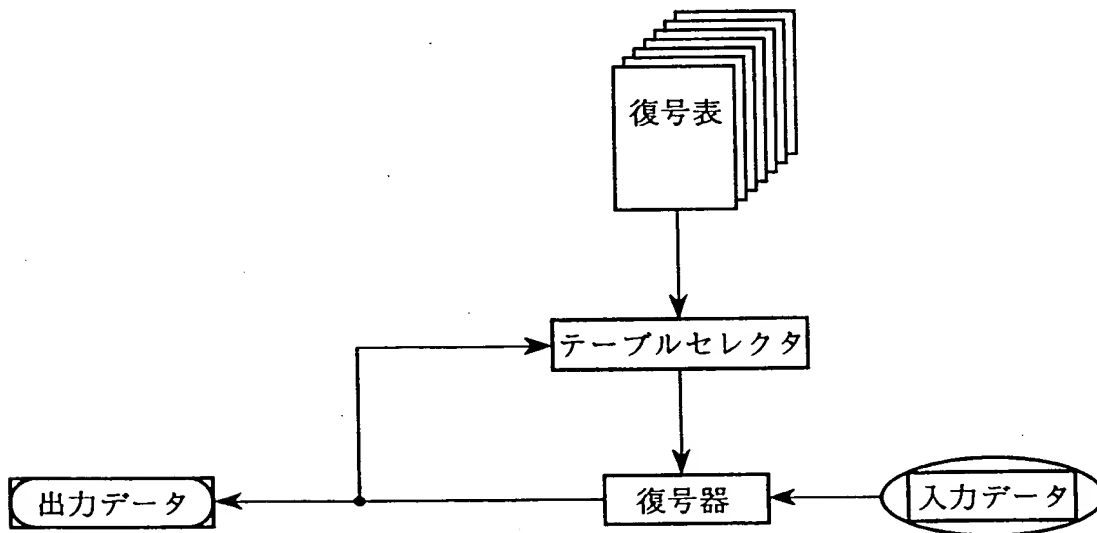 復号表
テーブルセレクタ
出力データ
復号器
入力データ